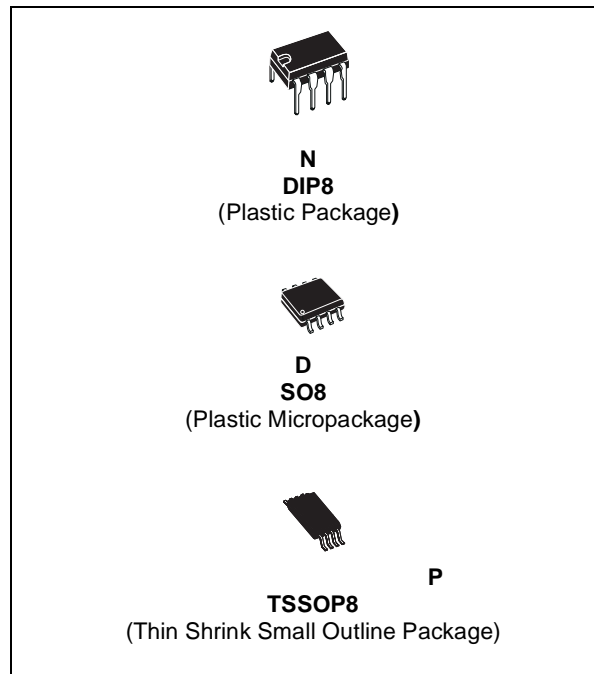 N
DIP8
(Plastic Package)
D
SO8
(Plastic Micropackage)
P
TSSOP8
(Thin Shrink Small Outline Package)